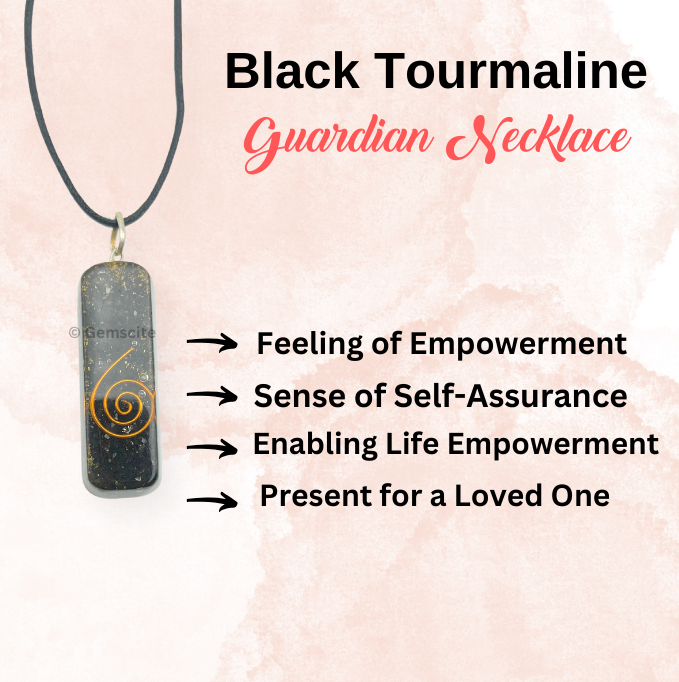 Black Tourmaline
Guardian Necklace
© Gemscite
Feeling of Empowerment
Sense of Self-Assurance
Enabling Life Empowerment
Present for a Loved One